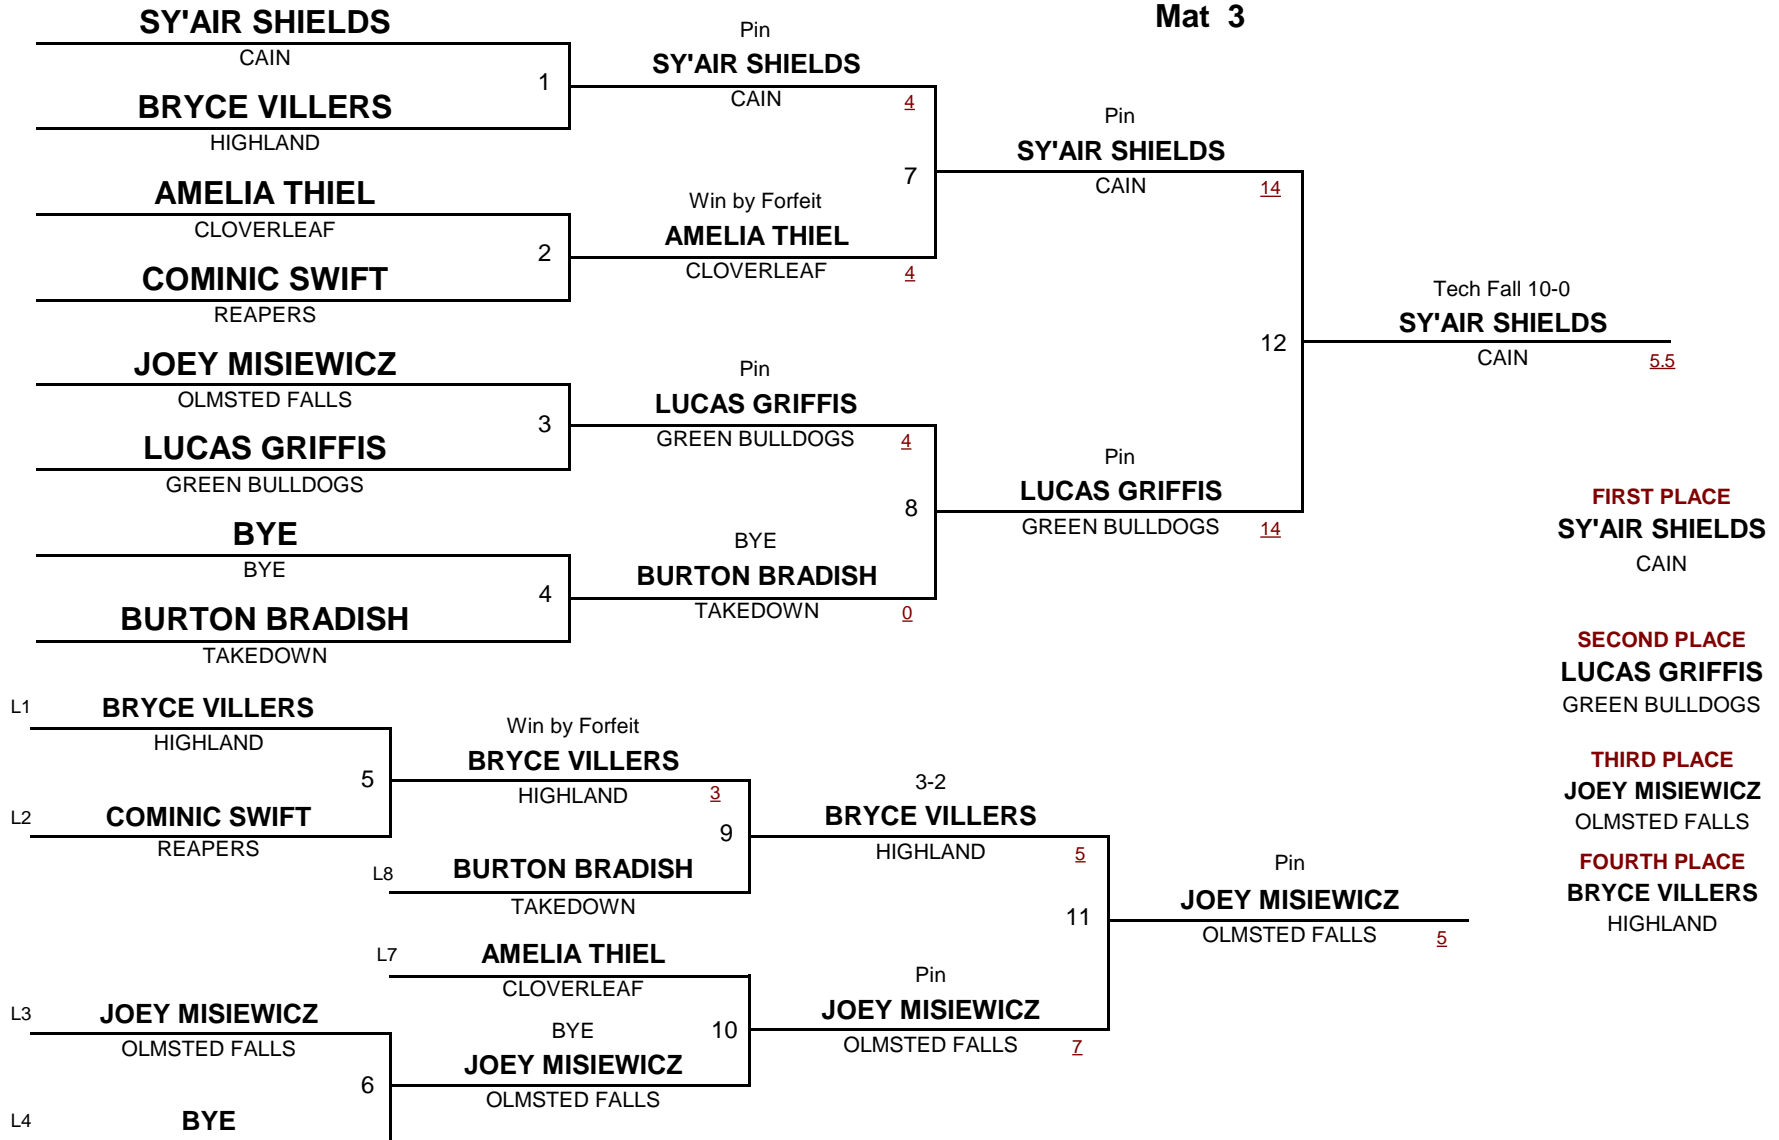 Mat 3
SY'AIR SHIELDS
CAIN
1
BRYCE VILLERS
HIGHLAND
AMELIA THIEL
CLOVERLEAF
2
COMINIC SWIFT
REAPERS
JOEY MISIEWICZ
OLMSTED FALLS
3
LUCAS GRIFFIS
GREEN BULLDOGS
BYE
BYE
4
BURTON BRADISH
TAKEDOWN
Pin
SY'AIR SHIELDS
CAIN 4
7
Win by Forfeit
AMELIA THIEL
CLOVERLEAF 4
Pin
LUCAS GRIFFIS
GREEN BULLDOGS 4
8
BYE
BURTON BRADISH
TAKEDOWN 0
Pin
SY'AIR SHIELDS
CAIN 14
12
Pin
LUCAS GRIFFIS
GREEN BULLDOGS 14
Tech Fall 10-0
SY'AIR SHIELDS
CAIN 5.5
FIRST PLACE
SY'AIR SHIELDS
CAIN
SECOND PLACE
LUCAS GRIFFIS
GREEN BULLDOGS
THIRD PLACE
JOEY MISIEWICZ
OLMSTED FALLS
FOURTH PLACE
BRYCE VILLERS
HIGHLAND
L1 BRYCE VILLERS
HIGHLAND
5
L2 COMINIC SWIFT
REAPERS
Win by Forfeit
BRYCE VILLERS
HIGHLAND 3
9
L8 BURTON BRADISH
TAKEDOWN
L7 AMELIA THIEL
CLOVERLEAF
10
BYE
JOEY MISIEWICZ
OLMSTED FALLS
L3 JOEY MISIEWICZ
OLMSTED FALLS
6
L4 BYE
3-2
BRYCE VILLERS
HIGHLAND 5
11
Pin
JOEY MISIEWICZ
OLMSTED FALLS 7
Pin
JOEY MISIEWICZ
OLMSTED FALLS 5